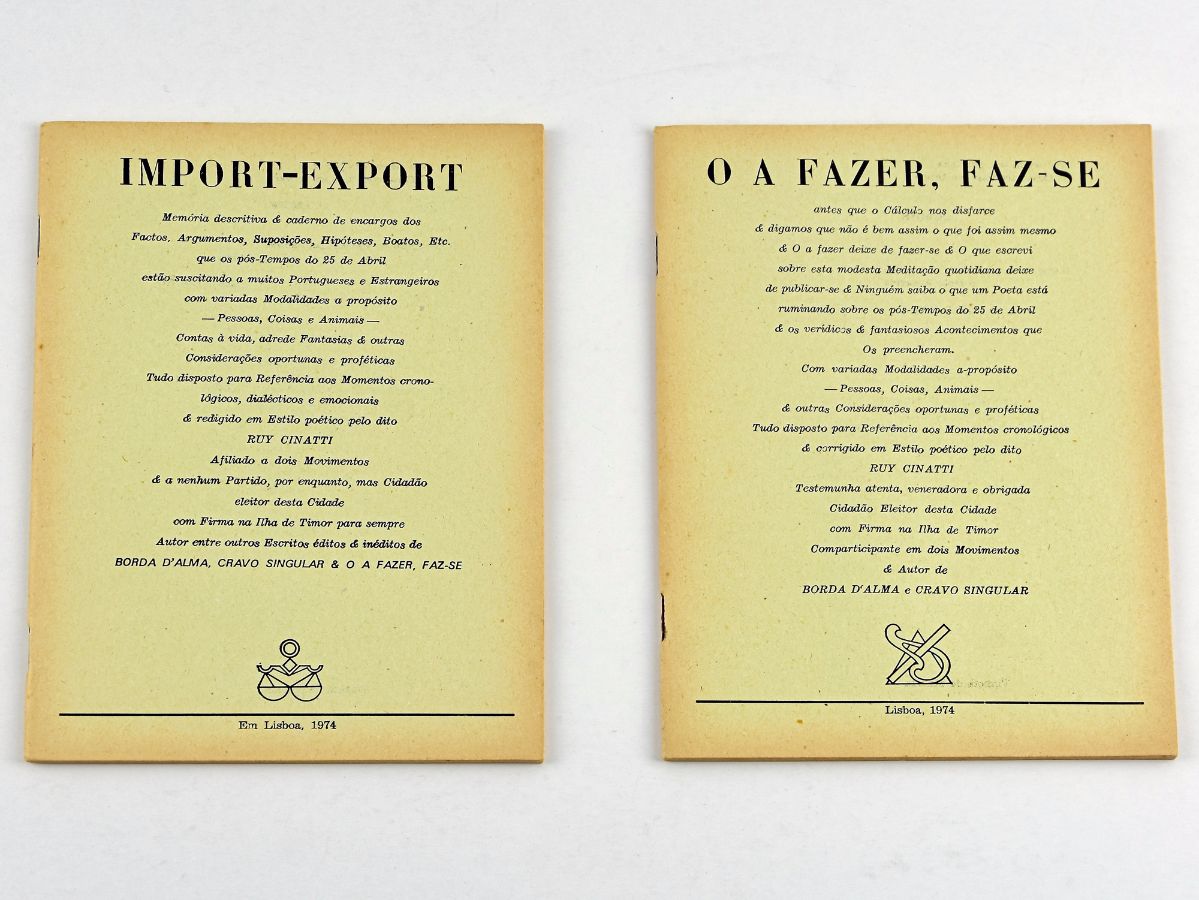 IMPORT-EXPORT
Memória descritiva & caderno de encargos dos
Factos, Argumentos, Suposições, Hipóteses, Boatos, Etc.
que os pós-Tempos do 25 de Abril
estão suscitando a muitos Portugueses e Estrangeiros
com variadas Modalidades a propósito
— Pessoas, Coisas e Animais —
Contas à vida, adrede Fantasias & outras
Considerações oportunas e proféticas
Tudo disposto para Referência aos Momentos crono-
lógicos, dialécticos e emocionais
& redigido em Estilo poético pelo dito
RUY CINATTI
Afiliado a dois Movimentos
& a nenhum Partido, por enquanto, mas Cidadão
eleitor desta Cidade
com Firma na Ilha de Timor para sempre
Autor entre outros Escritos éditos & inéditos de
BORDA D'ALMA, CRAVO SINGULAR & O A FAZER, FAZ-SE
Em Lisboa, 1974
O A FAZER, FAZ-SE
antes que o Cálculo nos disfarce
& digamos que não é bem assim o que foi assim mesmo
& O a fazer deixe de fazer-se & O que escrevi
sobre esta modesta Meditação quotidiana deixe
de publicar-se & Ninguém saiba o que um Poeta está
ruminando sobre os pós-Tempos do 25 de Abril
& os verídicos & fantasiosos Acontecimentos que
Os preencheram.
Com variadas Modalidades a-propósito
— Pessoas, Coisas, Animais —
& outras Considerações oportunas e proféticas
Tudo disposto para Referência aos Momentos cronológicos
& corrigido em Estilo poético pelo dito
RUY CINATTI
Testemunha atenta, veneradora e obrigada
Cidadão Eleitor desta Cidade
com Firma na Ilha de Timor
Comparticipante em dois Movimentos
& Autor de
BORDA D'ALMA e CRAVO SINGULAR
Lisboa, 1974